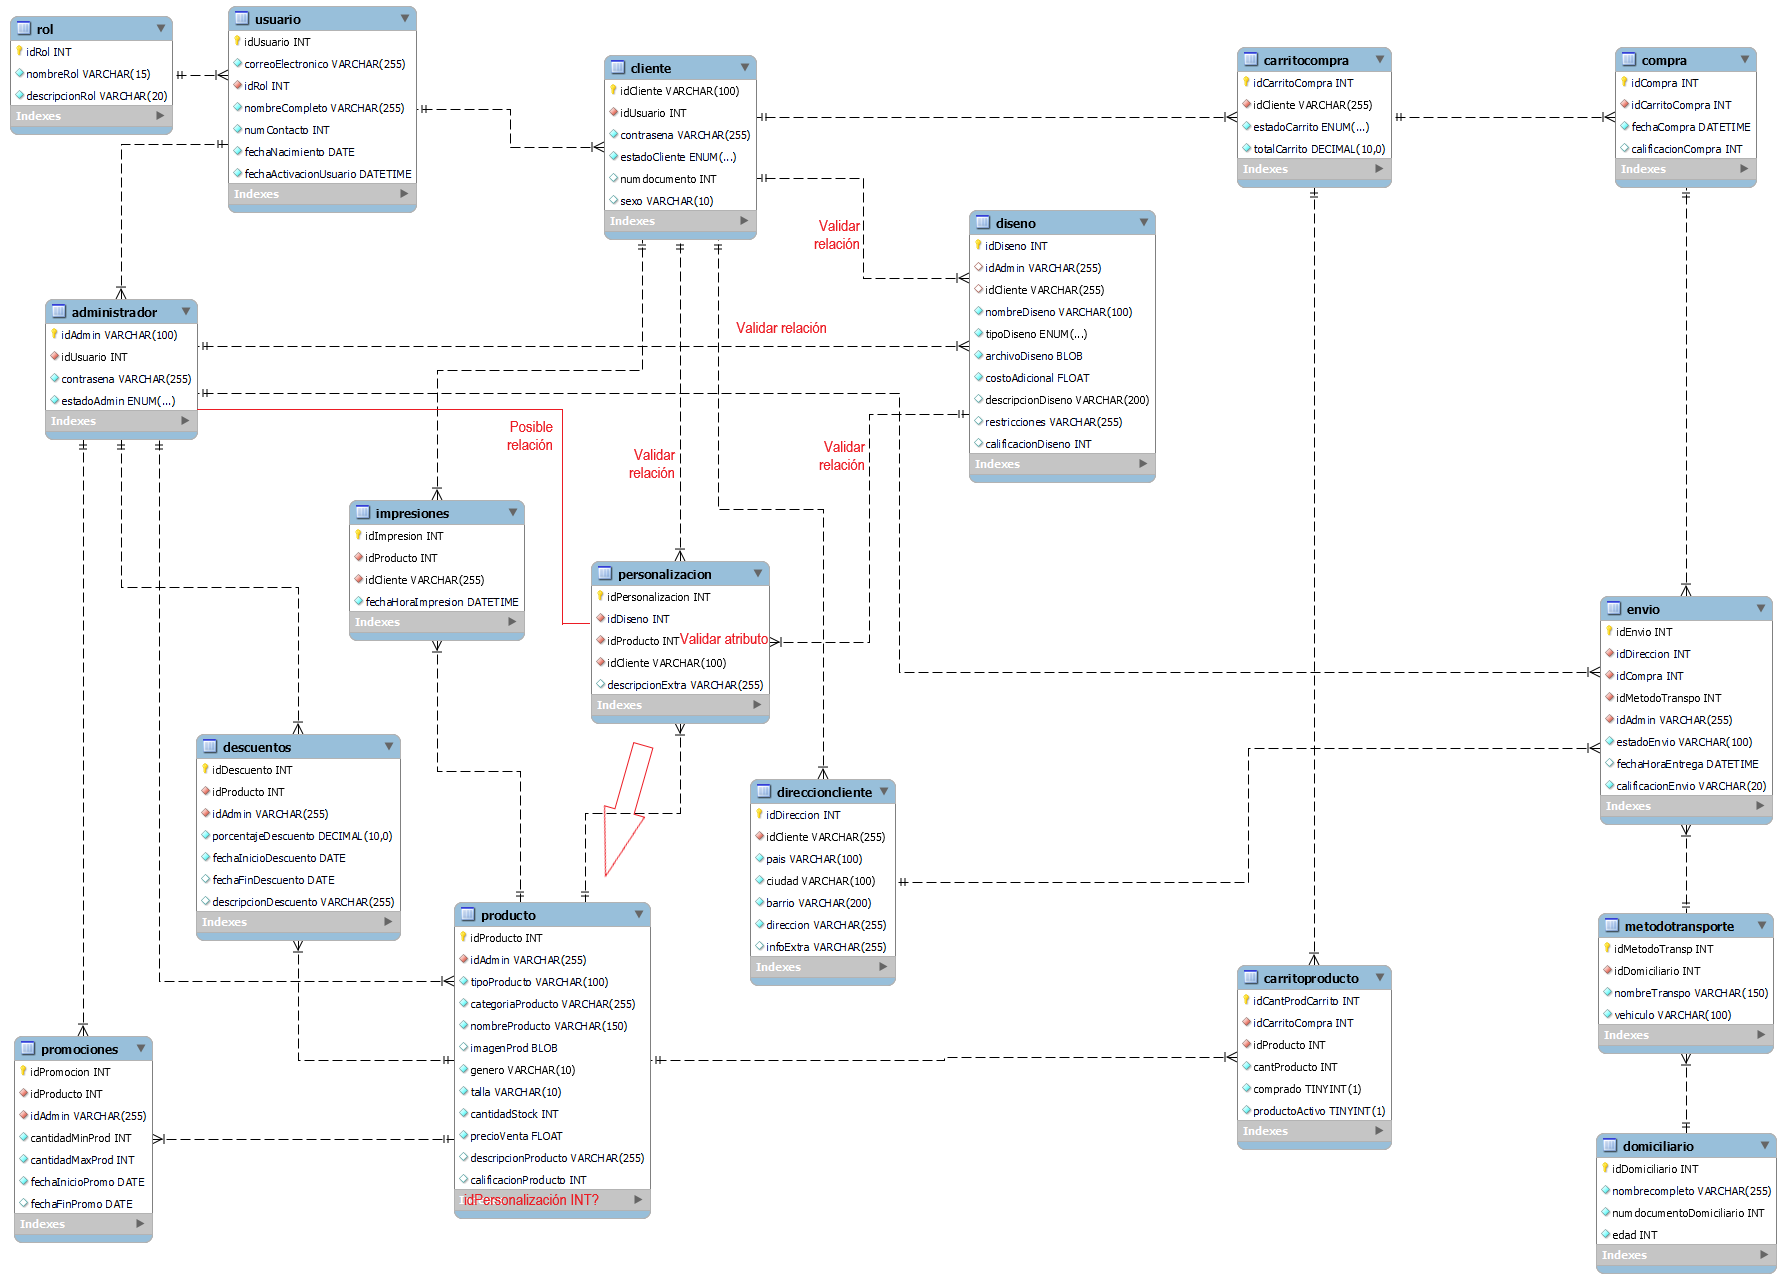 rol
idRol INT
nombreRol VARCHAR(15)
descripcionRol VARCHAR(20)
Indexes
usuario
idUsuario INT
correoElectronico VARCHAR(255)
idRol INT
nombreCompleto VARCHAR(255)
numContacto INT
fechaNacimiento DATE
fechaActivacionUsuario DATETIME
Indexes
cliente
idCliente VARCHAR(100)
idUsuario INT
contrasena VARCHAR(255)
estadoCliente ENUM(...)
numdocumento INT
sexo VARCHAR(10)
Indexes
carritocompra
idCarritoCompra INT
idCliente VARCHAR(255)
estadoCarrito ENUM(...)
totalCarrito DECIMAL(10,0)
Indexes
compra
idCompra INT
idCarritoCompra INT
fechaCompra DATETIME
calificacionCompra INT
Indexes
Validar
relación
diseno
idDiseno INT
idAdmin VARCHAR(255)
idCliente VARCHAR(255)
nombreDiseno VARCHAR(100)
tipoDiseno ENUM(...)
archivoDiseno BLOB
costoAdicional FLOAT
descripcionDiseno VARCHAR(200)
restricciones VARCHAR(255)
calificacionDiseno INT
Indexes
administrador
idAdmin VARCHAR(100)
idUsuario INT
contrasena VARCHAR(255)
estadoAdmin ENUM(...)
Indexes
Validar relación
Posible
relación
Validar
relación
Validar
relación
impresiones
idImpresion INT
idProducto INT
idCliente VARCHAR(255)
fechaHoraImpresion DATETIME
Indexes
personalizacion
idPersonalizacion INT
idDiseno INT
idProducto INT Validar atributo
idCliente VARCHAR(100)
descripcionExtra VARCHAR(255)
Indexes
envio
idEnvio INT
idDireccion INT
idCompra INT
idMetodoTranspo INT
idAdmin VARCHAR(255)
estadoEnvio VARCHAR(100)
fechaHoraEntrega DATETIME
calificacionEnvio VARCHAR(20)
Indexes
descuentos
idDescuento INT
idProducto INT
idAdmin VARCHAR(255)
porcentajeDescuento DECIMAL(10,0)
fechaInicioDescuento DATE
fechaFinDescuento DATE
descripcionDescuento VARCHAR(255)
Indexes
direccioncliente
idDireccion INT
idCliente VARCHAR(255)
pais VARCHAR(100)
ciudad VARCHAR(100)
barrio VARCHAR(200)
direccion VARCHAR(255)
infoExtra VARCHAR(255)
Indexes
producto
idProducto INT
idAdmin VARCHAR(255)
tipoProducto VARCHAR(100)
categoriaProducto VARCHAR(255)
nombreProducto VARCHAR(150)
imagenProd BLOB
genero VARCHAR(10)
talla VARCHAR(10)
cantidadStock INT
precioVenta FLOAT
descripcionProducto VARCHAR(255)
calificacionProducto INT
idPersonalización INT?
metodotransporte
idMetodoTransp INT
idDomiciliario INT
nombreTranspo VARCHAR(150)
vehiculo VARCHAR(100)
Indexes
carritoproducto
idCantProdCarrito INT
idCarritoCompra INT
idProducto INT
cantProducto INT
comprado TINYINT(1)
productoActivo TINYINT(1)
Indexes
promociones
idPromocion INT
idProducto INT
idAdmin VARCHAR(255)
cantidadMinProd INT
cantidadMaxProd INT
fechaInicioPromo DATE
fechaFinPromo DATE
Indexes
domiciliario
idDomiciliario INT
nombrecompleto VARCHAR(255)
numdocumentoDomiciliario INT
edad INT
Indexes